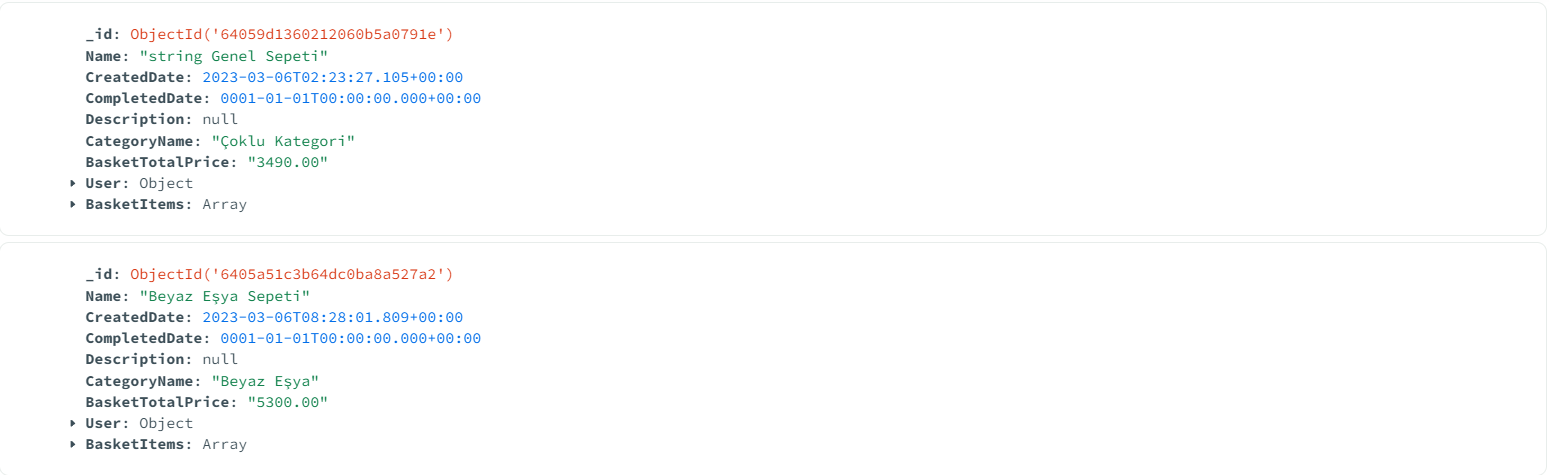 _id: ObjectId('64059d1360212060b5a0791e')
Name: "string Genel Sepeti"
CreatedDate: 2023-03-06T02:23:27.105+00:00
CompletedDate: 0001-01-01T00:00:00.000+00:00
Description: null
CategoryName: "Çoklu Kategori"
BasketTotalPrice: "3490.00"
User: Object
BasketItems: Array
_id: ObjectId('6405a51c3b64dc0ba8a527a2')
Name: "Beyaz Eşya Sepeti"
CreatedDate: 2023-03-06T08:28:01.809+00:00
CompletedDate: 0001-01-01T00:00:00.000+00:00
Description: null
CategoryName: "Beyaz Eşya"
BasketTotalPrice: "5300.00"
User: Object
BasketItems: Array